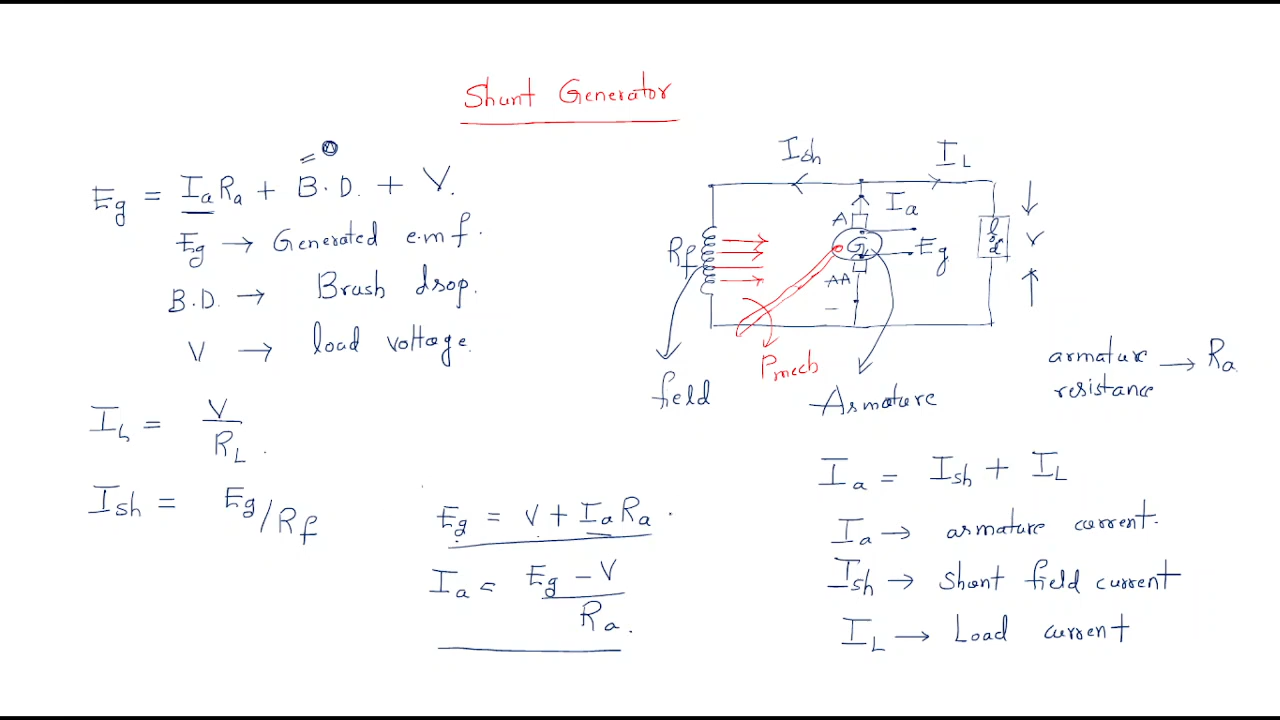 Shunt Generator
Eg = IaRa + B.D. + V.
Eg → Generated e.m.f.
B.D. → Brush drop.
V → load voltage.
IL = V / RL.
Ish = Eg/Rf
Eg = V + IaRa.
Ia = Eg - V / Ra.
Ish
IL
A
Ia
Rf
G
Eg
load
V
AA
-
Pmech
field
Armature
armature resistance → Ra
Ia = Ish + IL
Ia → armature current.
Ish → Shunt field current
IL → Load current